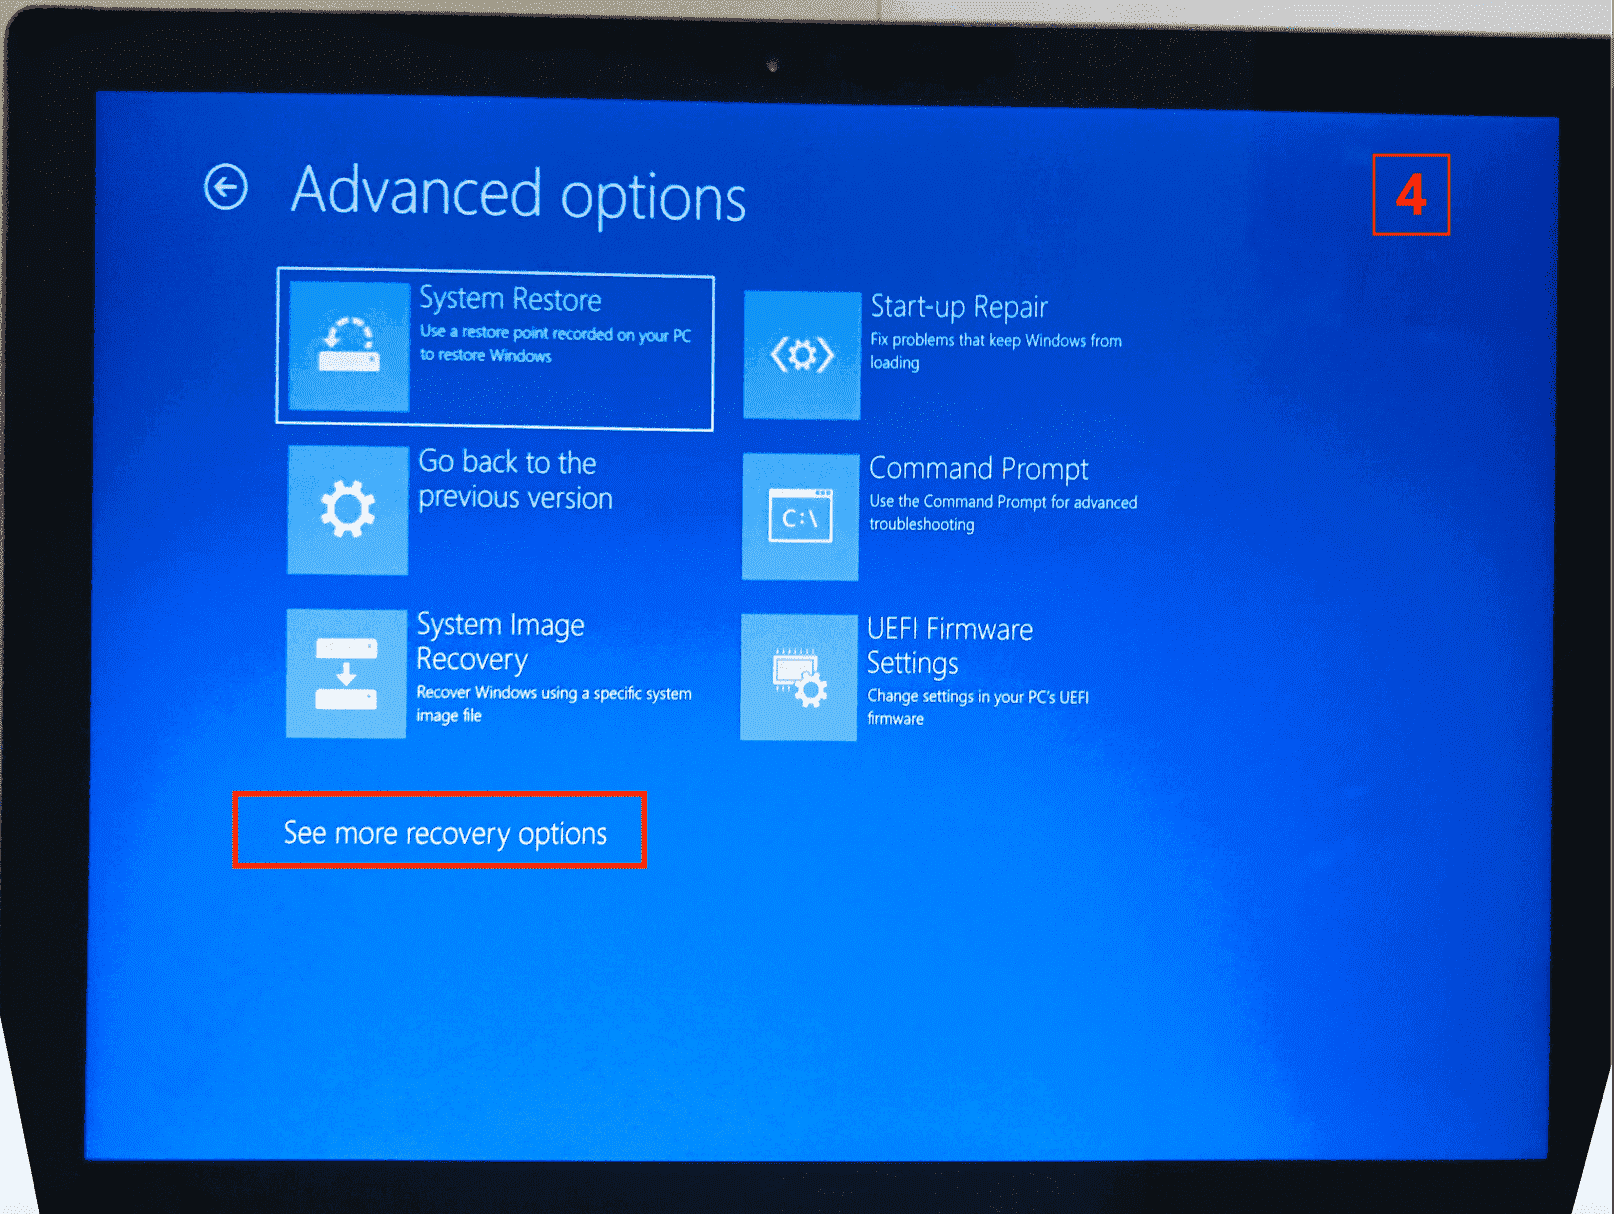 Advanced options
4
System Restore
Use a restore point recorded on your PC
to restore Windows
Start-up Repair
Fix problems that keep Windows from
loading
Go back to the
previous version
Command Prompt
Use the Command Prompt for advanced
troubleshooting
C:\
System Image
Recovery
Recover Windows using a specific system
image file
UEFI Firmware
Settings
Change settings in your PC's UEFI
firmware
See more recovery options